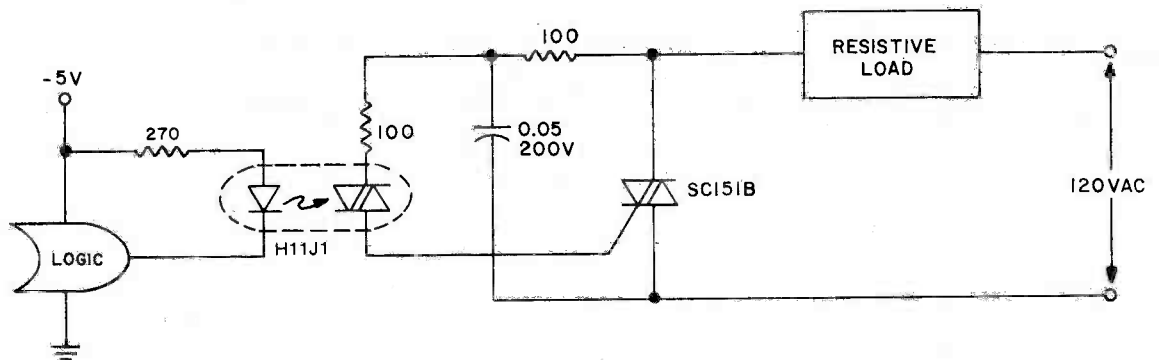 -5V
270
LOGIC
H11J1
100
100
0.05
200V
SC151B
RESISTIVE
LOAD
120VAC